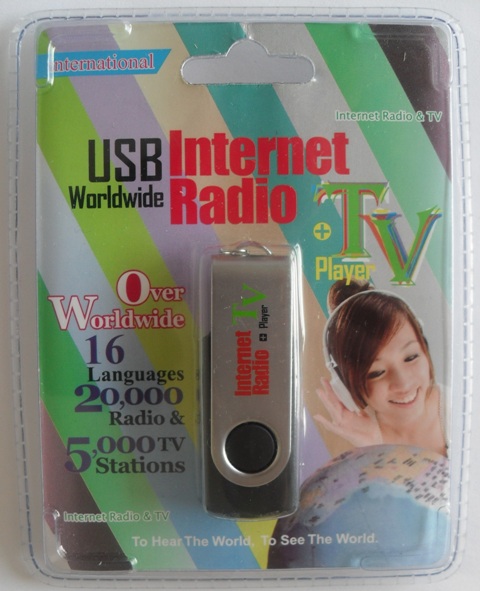 International
Internet Radio & TV
USB Internet
Worldwide Radio
+ TV
Player
Over
Worldwide
16
Languages
20,000
Radio &
5,000 TV
Stations
Internet TV
Radio + Player
Internet Radio & TV
To Hear The World, To See The World.